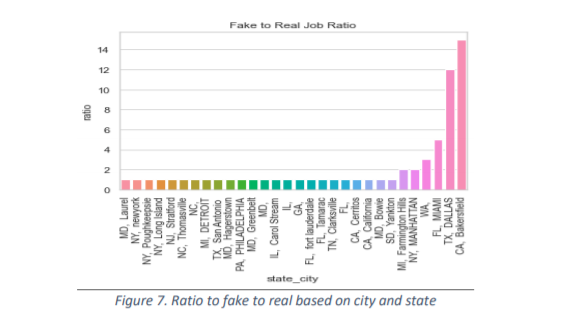 Fake to Real Job Ratio
14
12
10
8
6
4
2
0
ratio
MD, Laurel
NY, newyork
NY, Poughkeepsie
NY, Long Island
NJ, Stratford
NC, Thomasville
NC,
MI, DETROIT
TX, San Antonio
MD, Hagerstown
PA, PHILADELPHIA
MD, Greenbelt
MD,
IL, Carol Stream
IL,
GA,
FL, fort lauderdale
FL, Tamarac
TN, Clarksville
FL,
CA, Cerritos
CA, California
MD, Bowie
SD, Yankton
MI, Farmington Hills
NY, MANHATTAN
WA,
FL, MIAMI
TX, DALLAS
CA, Bakersfield
state_city
Figure 7. Ratio to fake to real based on city and state